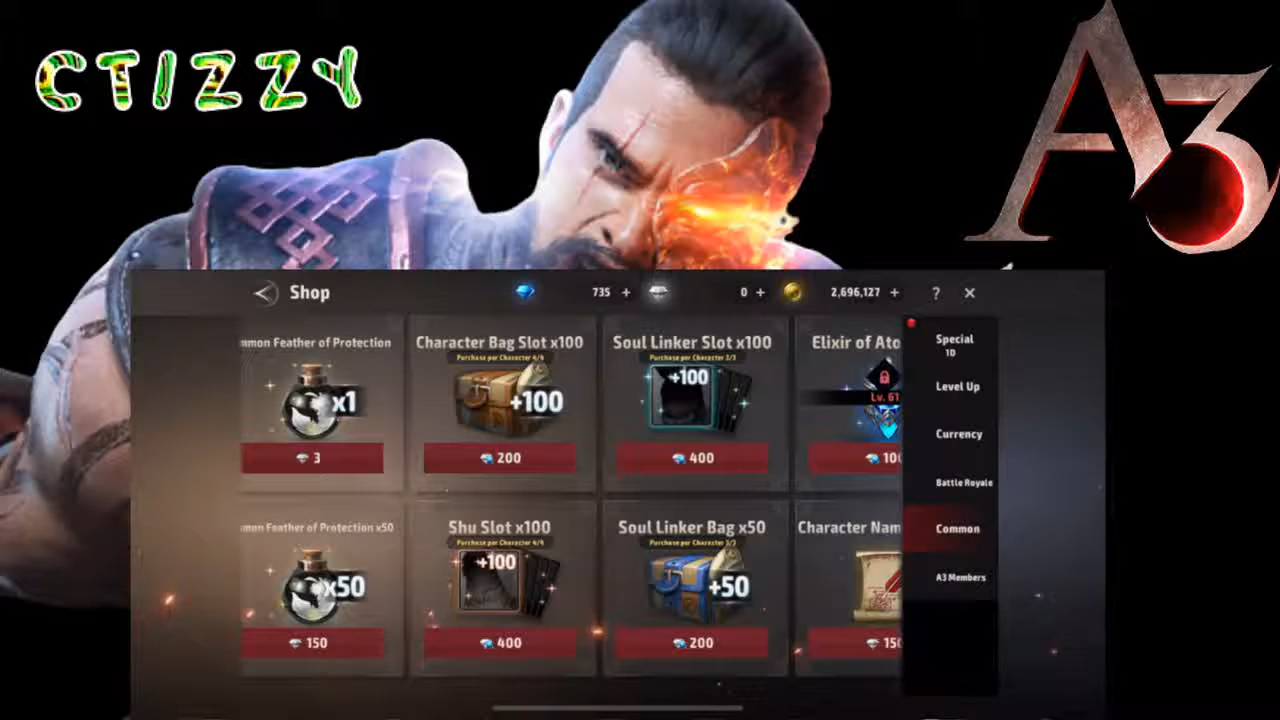 CTIZZY
A3
Shop
735 +
0 +
2,696,127 +
?
mmon Feather of Protection
x1
3
Character Bag Slot x100
Purchase per Character 4/4
+100
200
Soul Linker Slot x100
Purchase per Character 3/3
+100
400
Elixir of Ato
Lv. 61
100
mmon Feather of Protection x50
x50
150
Shu Slot x100
Purchase per Character 4/4
+100
400
Soul Linker Bag x50
Purchase per Character 3/3
+50
200
Character Nam
150
Special
10
Level Up
Currency
Battle Royale
Common
A3 Members